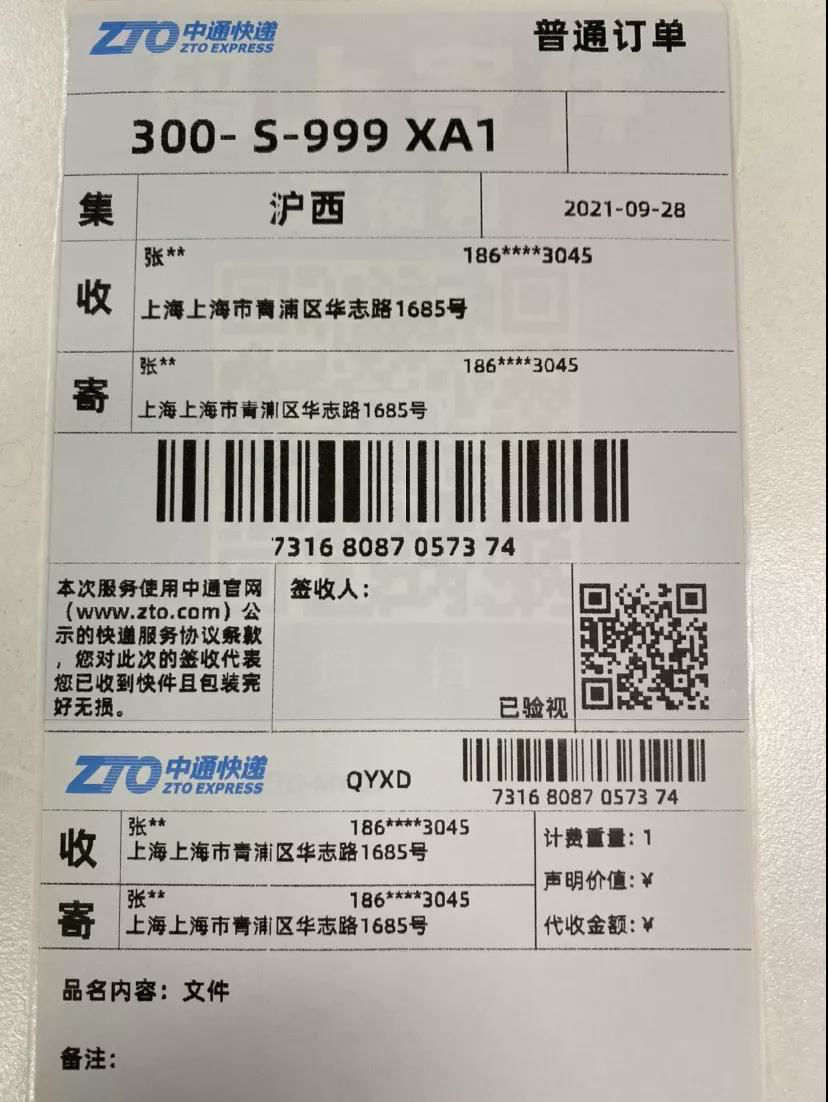 ZTO 中通快递
ZTO EXPRESS
普通订单
300- S-999 XA1
集
沪西
2021-09-28
收
张** 186****3045
上海上海市青浦区华志路1685号
寄
张** 186****3045
上海上海市青浦区华志路1685号
7316 8087 0573 74
本次服务使用中通官网
（www.zto.com）公
示的快递服务协议条款
，您对此次的签收代表
您已收到快件且包装完
好无损。
签收人：
已验视
ZTO 中通快递
ZTO EXPRESS
QYXD
7316 8087 0573 74
收
张** 186****3045
上海上海市青浦区华志路1685号
寄
张** 186****3045
上海上海市青浦区华志路1685号
计费重量：1
声明价值：¥
代收金额：¥
品名内容：文件
备注：